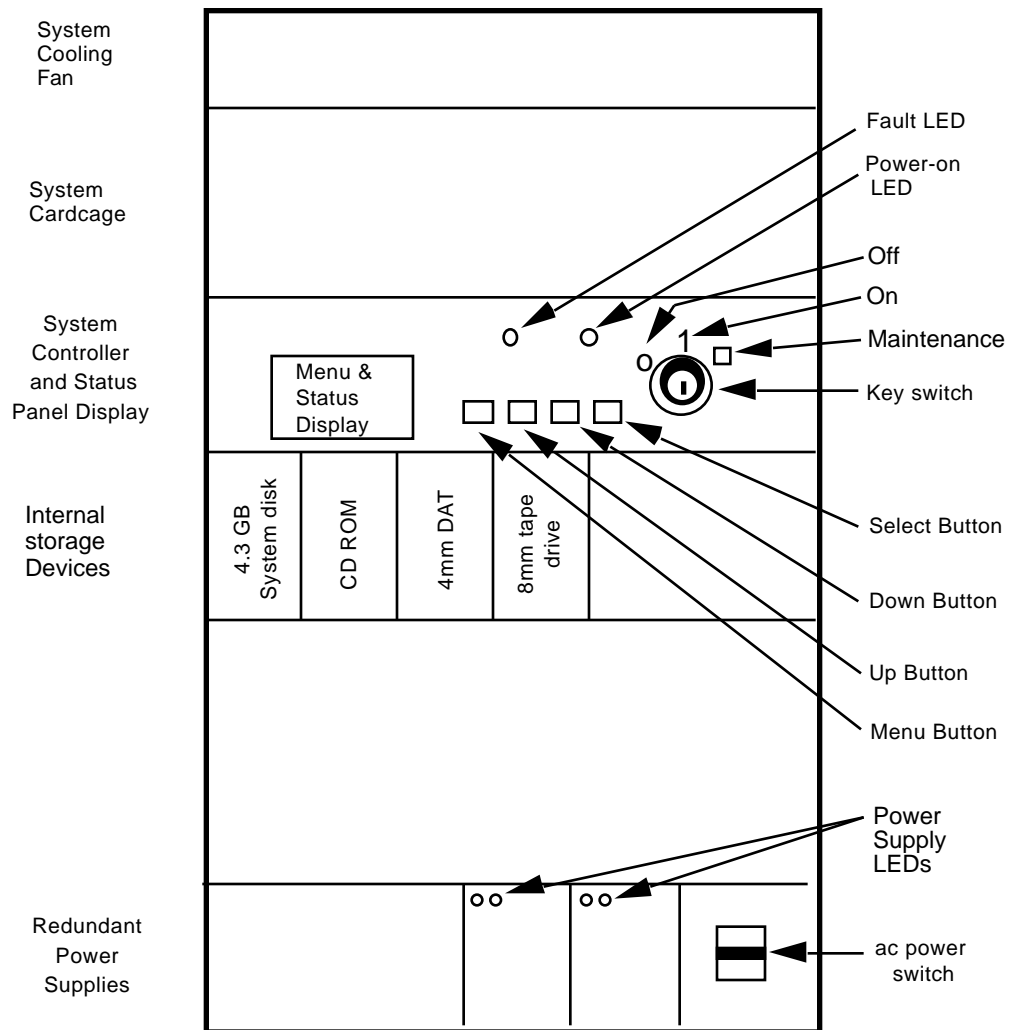 System
Cooling
Fan
Fault LED
Power-on
LED
System
Cardcage
Off
On
0
1
Maintenance
System
Controller
and Status
Panel Display
Menu &
Status
Display
Key switch
Internal
storage
Devices
4.3 GB
System disk
CD ROM
4mm DAT
8mm tape
drive
Select Button
Down Button
Up Button
Menu Button
Power
Supply
LEDs
Redundant
Power
Supplies
ac power
switch